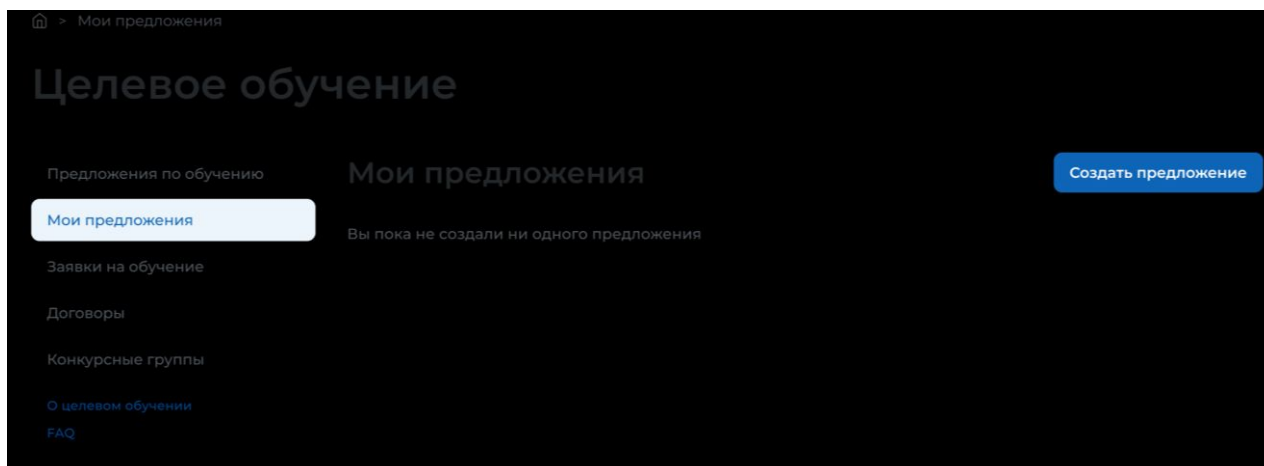 > Мои предложения
Целевое обучение
Предложения по обучению
Мои предложения
Заявки на обучение
Договоры
Конкурсные группы
О целевом обучении
FAQ
Мои предложения
Создать предложение
Вы пока не создали ни одного предложения